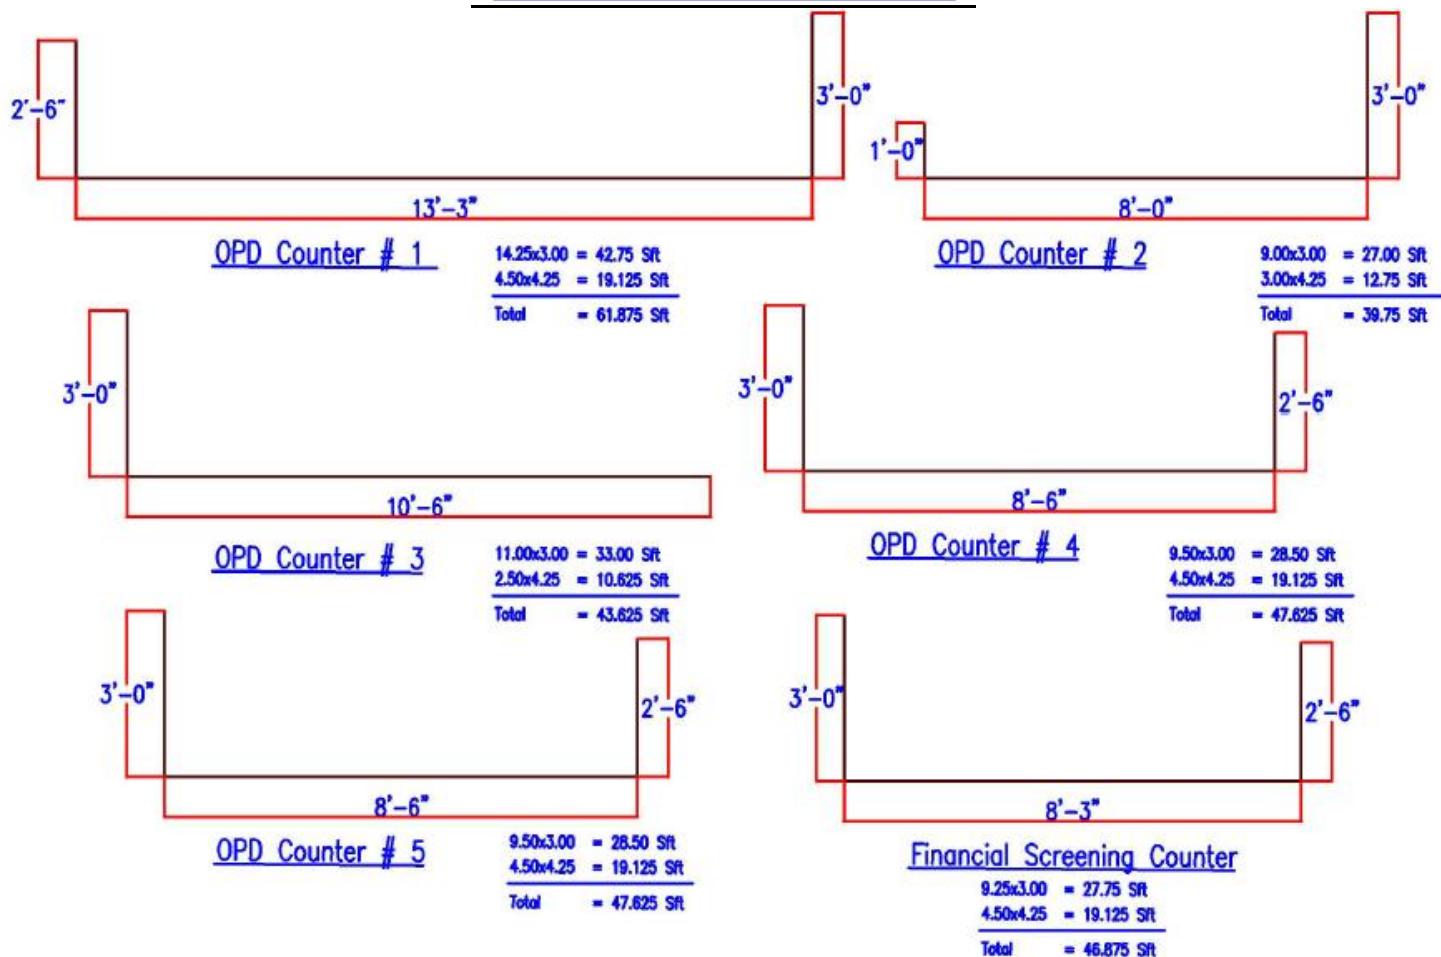 2'-6"
3'-0"
13'-3"
OPD Counter # 1
14.25x3.00 = 42.75 Sft
4.50x4.25 = 19.125 Sft
Total = 61.875 Sft
1'-0"
3'-0"
8'-0"
OPD Counter # 2
9.00x3.00 = 27.00 Sft
3.00x4.25 = 12.75 Sft
Total = 39.75 Sft
3'-0"
10'-6"
OPD Counter # 3
11.00x3.00 = 33.00 Sft
2.50x4.25 = 10.625 Sft
Total = 43.625 Sft
3'-0"
2'-6"
8'-6"
OPD Counter # 4
9.50x3.00 = 28.50 Sft
4.50x4.25 = 19.125 Sft
Total = 47.625 Sft
3'-0"
2'-6"
8'-6"
OPD Counter # 5
9.50x3.00 = 28.50 Sft
4.50x4.25 = 19.125 Sft
Total = 47.625 Sft
3'-0"
2'-6"
8'-3"
Financial Screening Counter
9.25x3.00 = 27.75 Sft
4.50x4.25 = 19.125 Sft
Total = 46.875 Sft